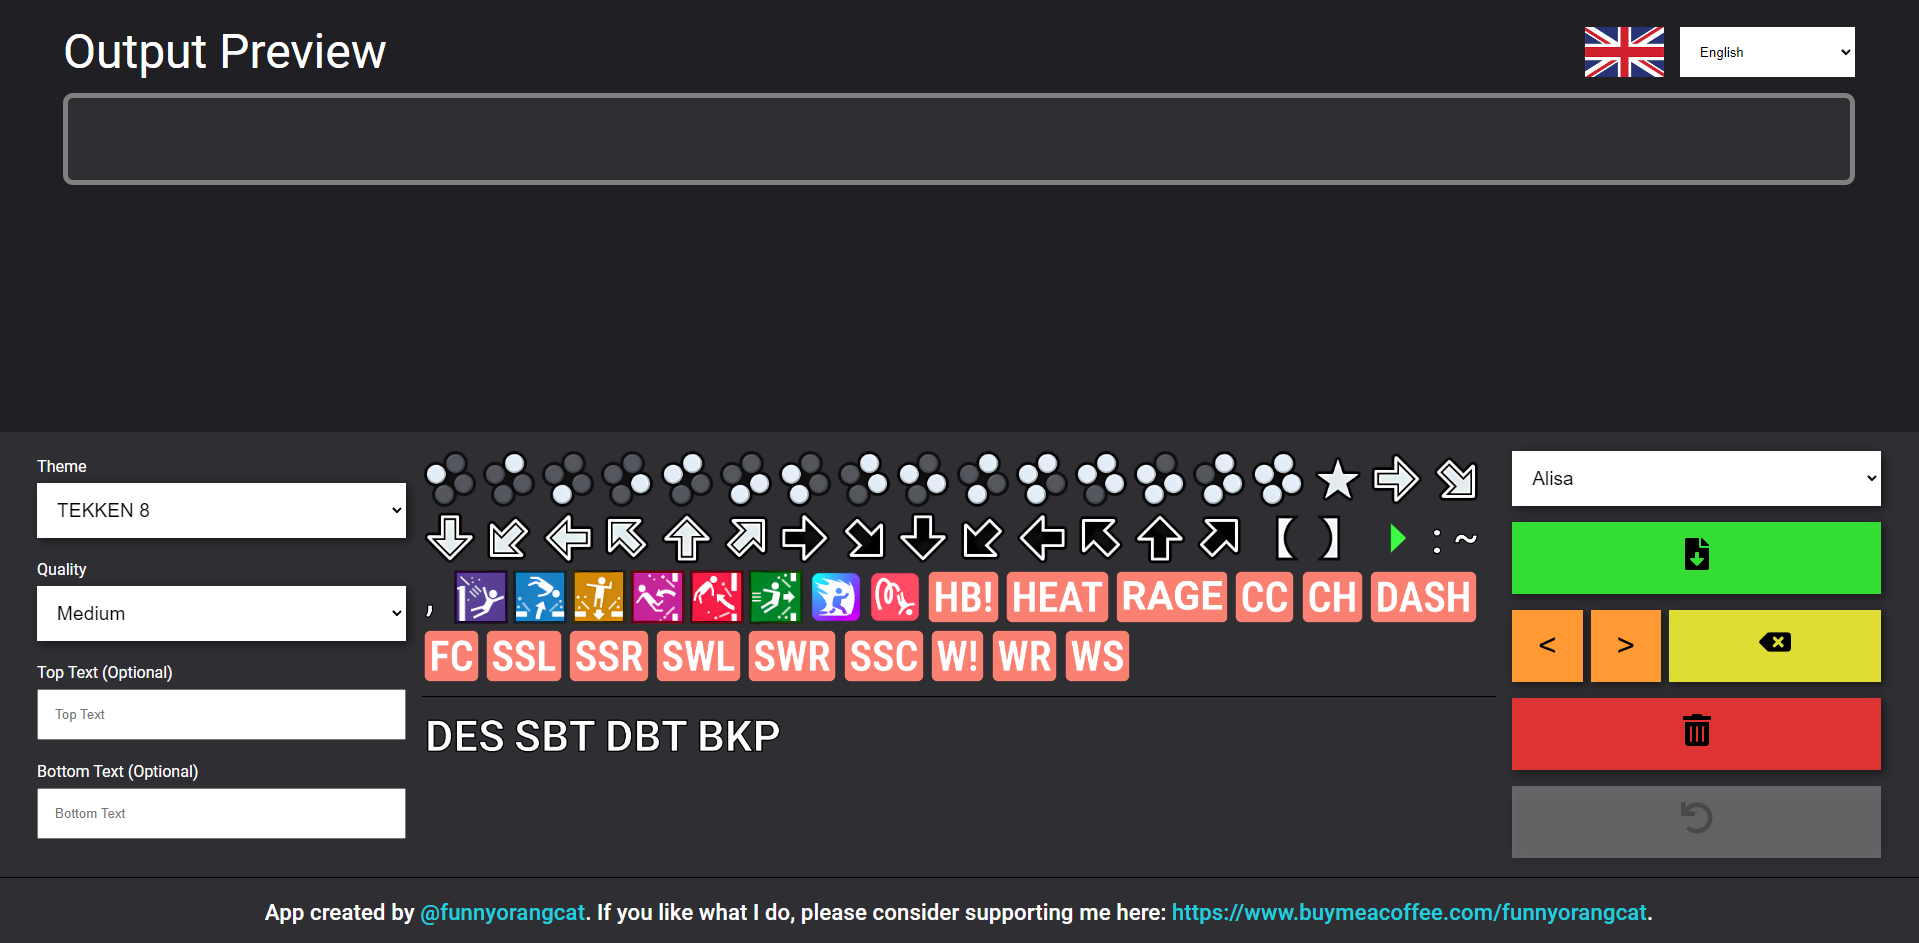 Output Preview
English
Theme
TEKKEN 8
Quality
Medium
Top Text (Optional)
Top Text
Bottom Text (Optional)
Bottom Text
【 】 : ~
, HB! HEAT RAGE CC CH DASH
FC SSL SSR SWL SWR SSC W! WR WS
DES SBT DBT BKP
Alisa
< >
App created by @funnyorangcat. If you like what I do, please consider supporting me here: https://www.buymeacoffee.com/funnyorangcat.